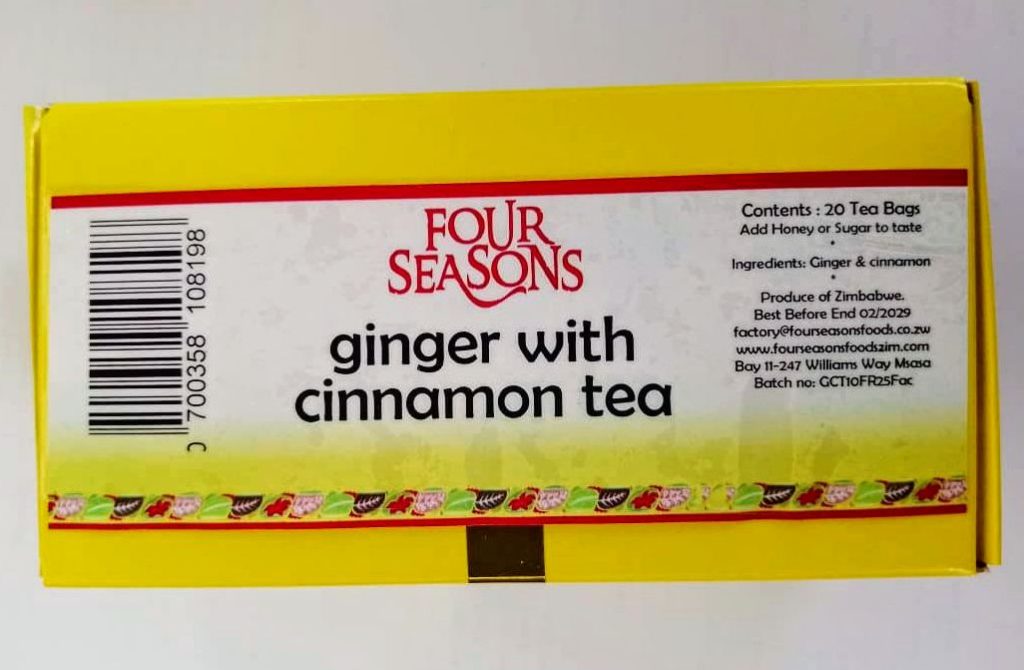 0 700358 108198
FOUR
SEASONS
ginger with
cinnamon tea
Contents : 20 Tea Bags
Add Honey or Sugar to taste
Ingredients: Ginger & cinnamon
Produce of Zimbabwe.
Best Before End 02/2029
factory@fourseasonsfoods.co.zw
www.fourseasonsfoodszim.com
Bay 11-247 Williams Way Msasa
Batch no: GCT10FR25Fac